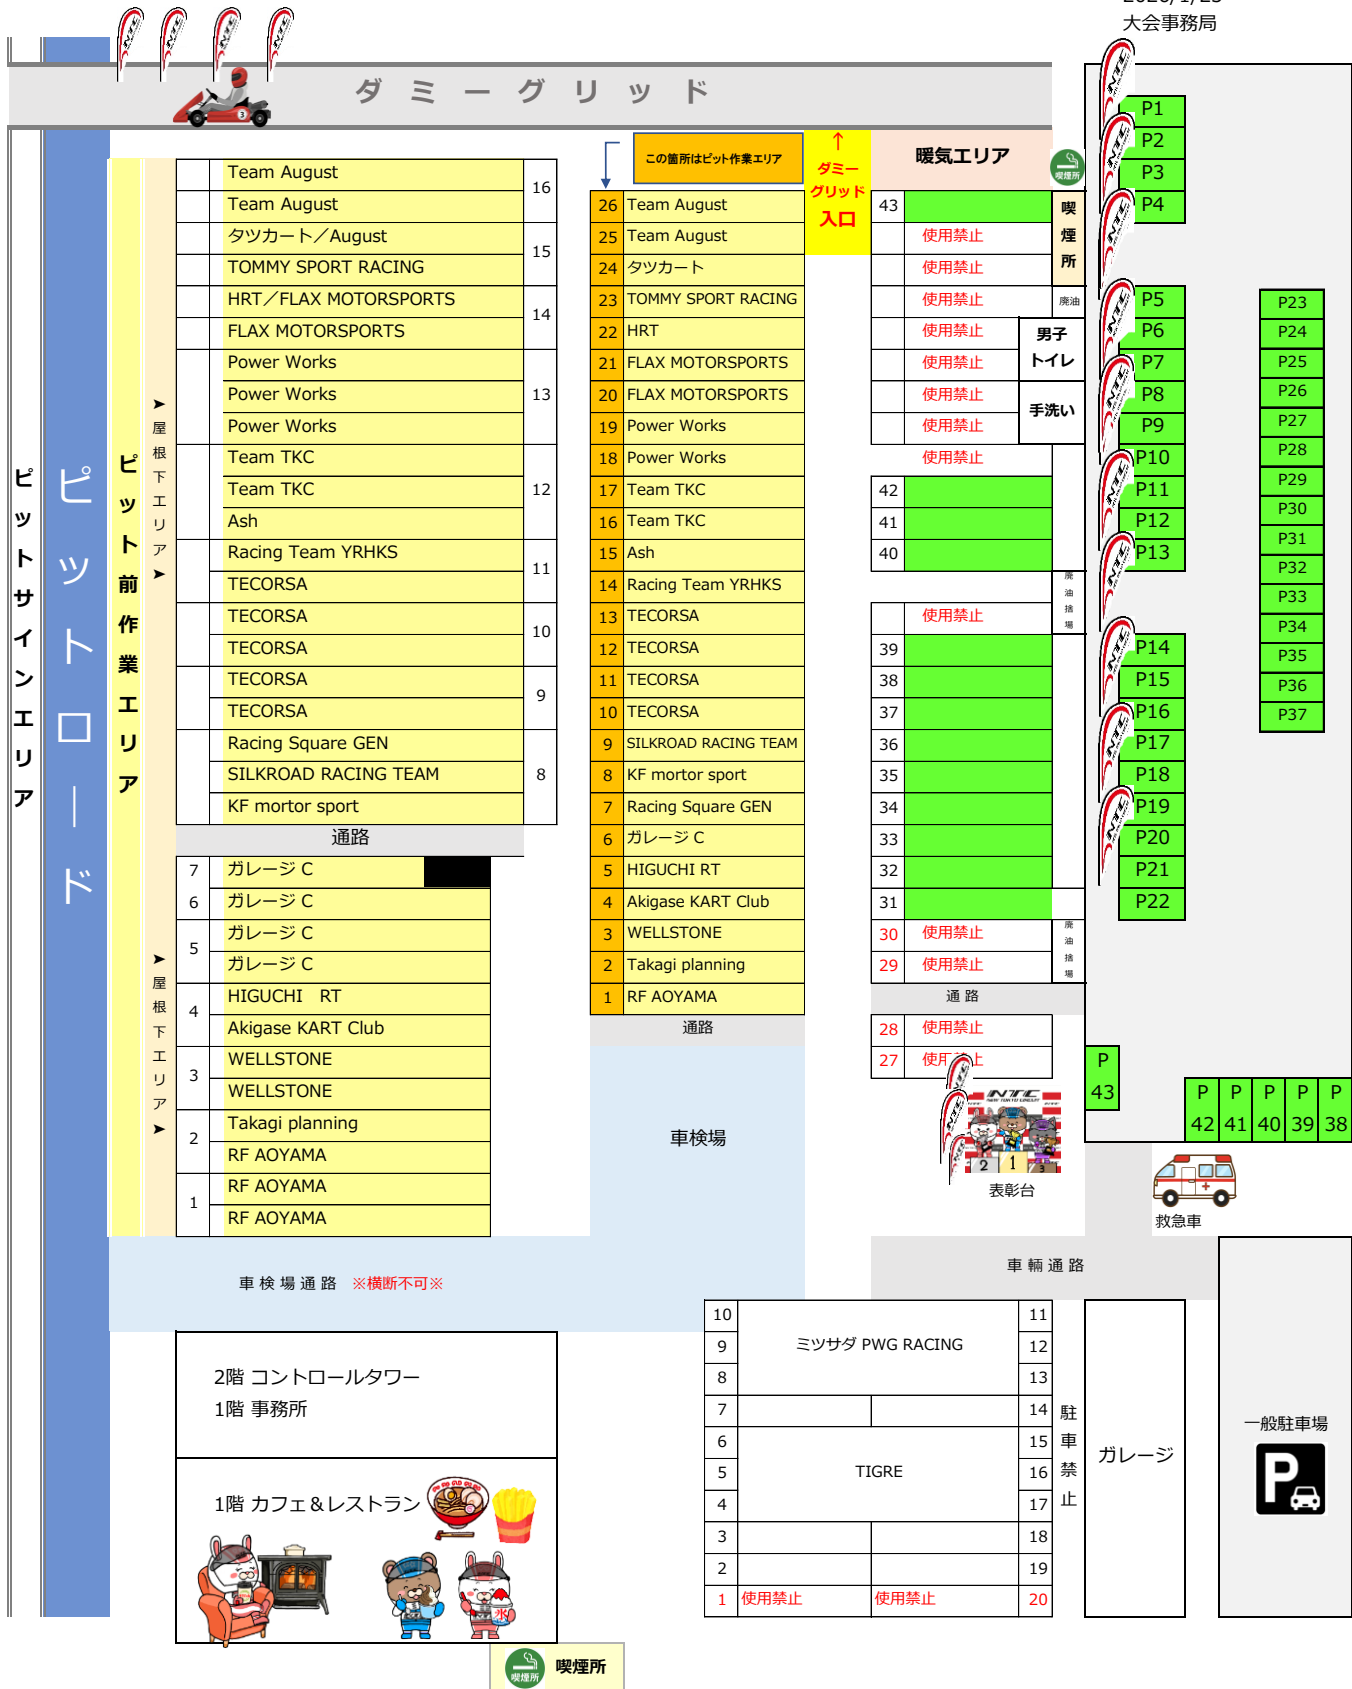 大会事務局
ダミーグリッド
この箇所はピット作業エリア
↑
ダミー
グリッド
入口
暖気エリア
喫煙所
喫煙所
廃油
男子
トイレ
手洗い
廃油捨場
廃油捨場
ピットサインエリア
ピットロード
ピット前作業エリア
➤屋根下エリア➤
➤屋根下エリア➤
Team August
Team August
16
タツカート／August
TOMMY SPORT RACING
15
HRT／FLAX MOTORSPORTS
FLAX MOTORSPORTS
14
Power Works
Power Works
Power Works
13
Team TKC
Team TKC
Ash
12
Racing Team YRHKS
TECORSA
11
TECORSA
TECORSA
10
TECORSA
TECORSA
9
Racing Square GEN
SILKROAD RACING TEAM
KF mortor sport
8
通路
7 ガレージ C
6 ガレージ C
5 ガレージ C
ガレージ C
4 HIGUCHI　RT
Akigase KART Club
3 WELLSTONE
WELLSTONE
2 Takagi planning
RF AOYAMA
1 RF AOYAMA
RF AOYAMA
26 Team August
25 Team August
24 タツカート
23 TOMMY SPORT RACING
22 HRT
21 FLAX MOTORSPORTS
20 FLAX MOTORSPORTS
19 Power Works
18 Power Works
17 Team TKC
16 Team TKC
15 Ash
14 Racing Team YRHKS
13 TECORSA
12 TECORSA
11 TECORSA
10 TECORSA
9 SILKROAD RACING TEAM
8 KF mortor sport
7 Racing Square GEN
6 ガレージ C
5 HIGUCHI RT
4 Akigase KART Club
3 WELLSTONE
2 Takagi planning
1 RF AOYAMA
通路
車検場
43
使用禁止
使用禁止
使用禁止
使用禁止
使用禁止
使用禁止
使用禁止
使用禁止
42
41
40
使用禁止
39
38
37
36
35
34
33
32
31
30 使用禁止
29 使用禁止
通路
28 使用禁止
27 使用禁止
NTC
NEW TOKYO CIRCUIT
2 1 3
表彰台
P1
P2
P3
P4
P5
P6
P7
P8
P9
P10
P11
P12
P13
P14
P15
P16
P17
P18
P19
P20
P21
P22
P23
P24
P25
P26
P27
P28
P29
P30
P31
P32
P33
P34
P35
P36
P37
P43
P42 P41 P40 P39 P38
救急車
車検場通路 ※横断不可※
車輛通路
2階 コントロールタワー
1階 事務所
1階 カフェ＆レストラン
氷
喫煙所 喫煙所
10 ミツサダ PWG RACING 11
9 12
8 13
7 14
6 TIGRE 15
5 16
4 17
3 18
2 19
1 使用禁止 使用禁止 20
駐車禁止
ガレージ
一般駐車場
P